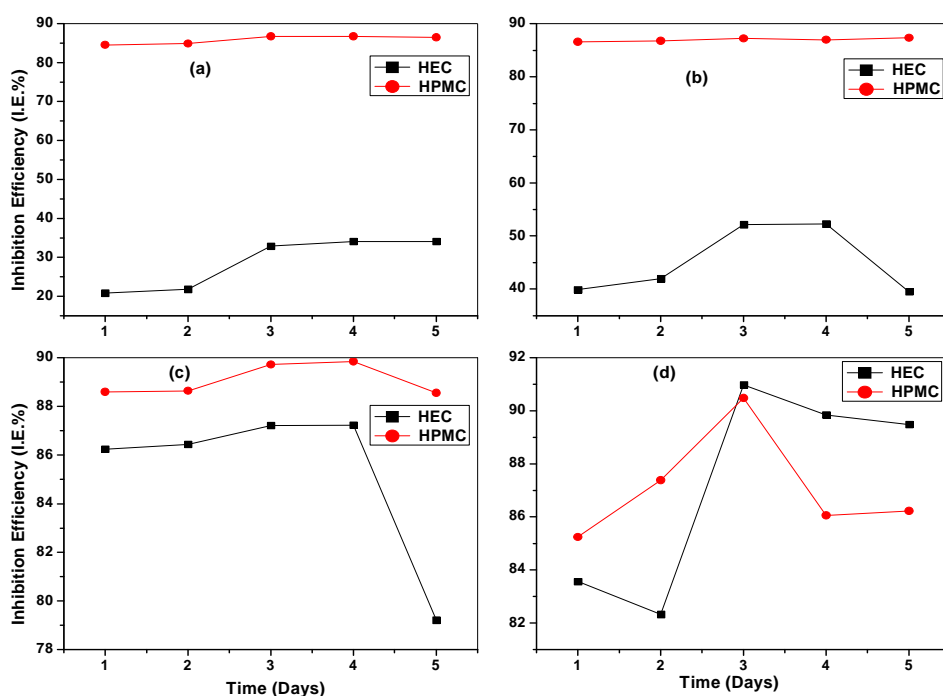 90
80
70
60
50
40
30
20
Inhibition Efficiency (I.E.%)
(a)
HEC
HPMC
1 2 3 4 5
90
80
70
60
50
40
(b)
HEC
HPMC
1 2 3 4 5
90
88
86
84
82
80
78
Inhibition Efficiency (I.E.%)
(c)
HEC
HPMC
1 2 3 4 5
Time (Days)
92
90
88
86
84
82
(d)
HEC
HPMC
1 2 3 4 5
Time (Days)